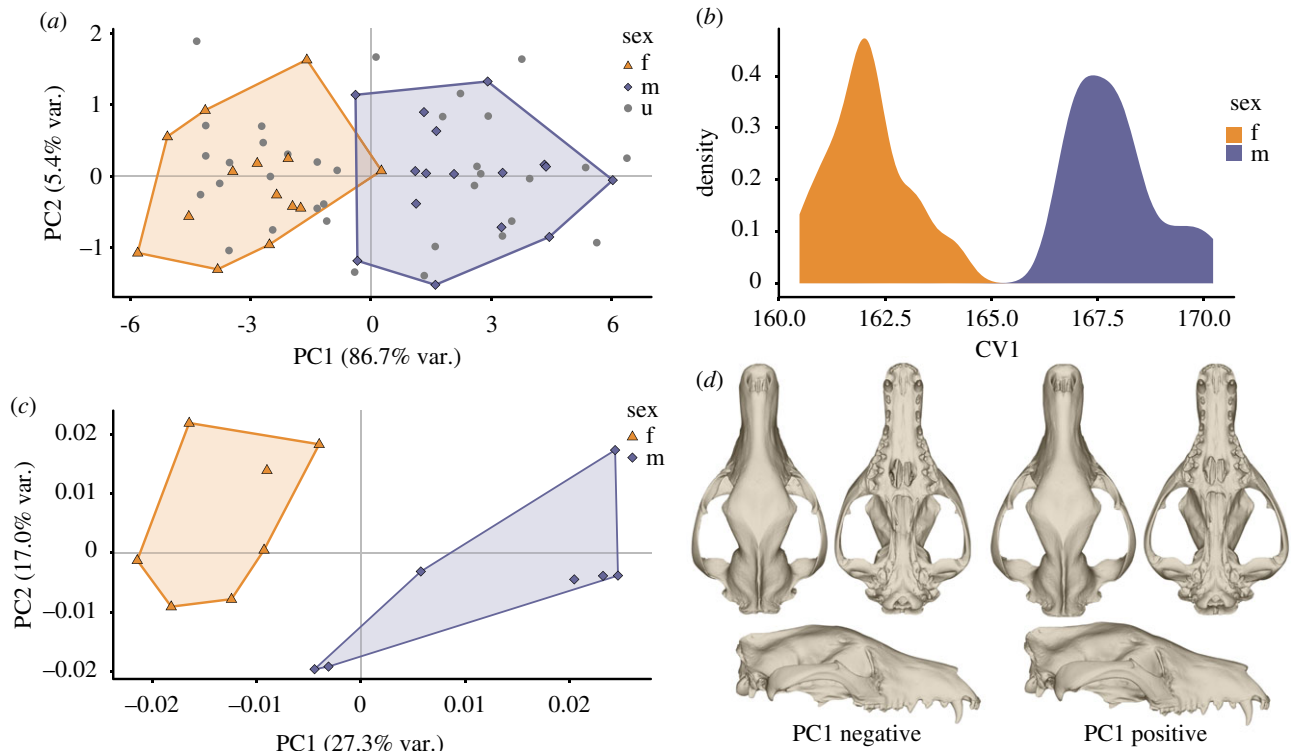 (a)
2
1
0
–1
PC2 (5.4% var.)
-6
-3
0
3
6
PC1 (86.7% var.)
sex
f
m
u
(b)
0.4
0.3
0.2
0.1
0
density
160.0
162.5
165.0
167.5
170.0
CV1
sex
f
m
(c)
0.02
0.01
0
–0.01
–0.02
PC2 (17.0% var.)
–0.02
–0.01
0
0.01
0.02
PC1 (27.3% var.)
sex
f
m
(d)
PC1 negative
PC1 positive